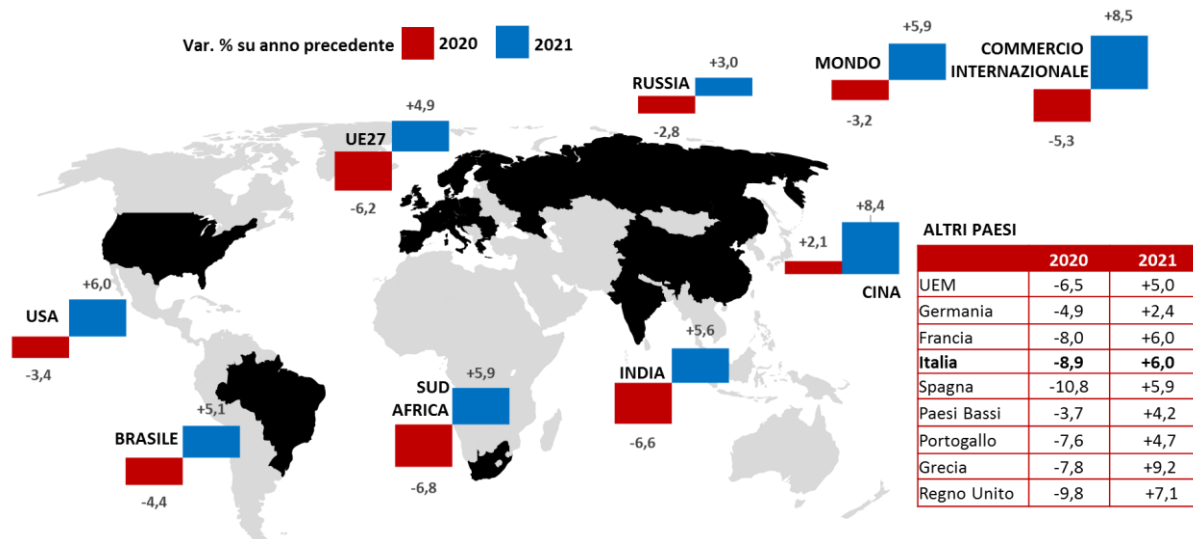 Var. % su anno precedente 2020 2021
+8,5
COMMERCIO
INTERNAZIONALE
-5,3
+5,9
MONDO
-3,2
+3,0
RUSSIA
-2,8
+4,9
UE27
-6,2
+8,4
+2,1
CINA
+6,0
USA
-3,4
+5,6
INDIA
-6,6
+5,9
SUD
AFRICA
-6,8
+5,1
BRASILE
-4,4
ALTRI PAESI
2020 2021
UEM -6,5 +5,0
Germania -4,9 +2,4
Francia -8,0 +6,0
Italia -8,9 +6,0
Spagna -10,8 +5,9
Paesi Bassi -3,7 +4,2
Portogallo -7,6 +4,7
Grecia -7,8 +9,2
Regno Unito -9,8 +7,1